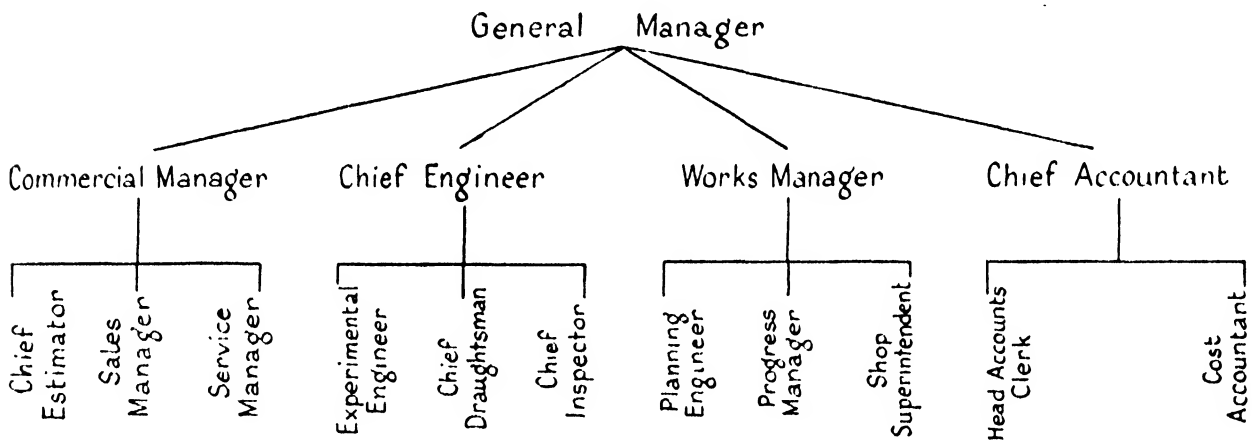 General Manager
Commercial Manager
Chief Engineer
Works Manager
Chief Accountant
Chief
Estimator
Sales
Manager
Service
Manager
Experimental
Engineer
Chief
Draughtsman
Chief
Inspector
Planning
Engineer
Progress
Manager
Shop
Superintendent
Head Accounts
Clerk
Cost
Accountant